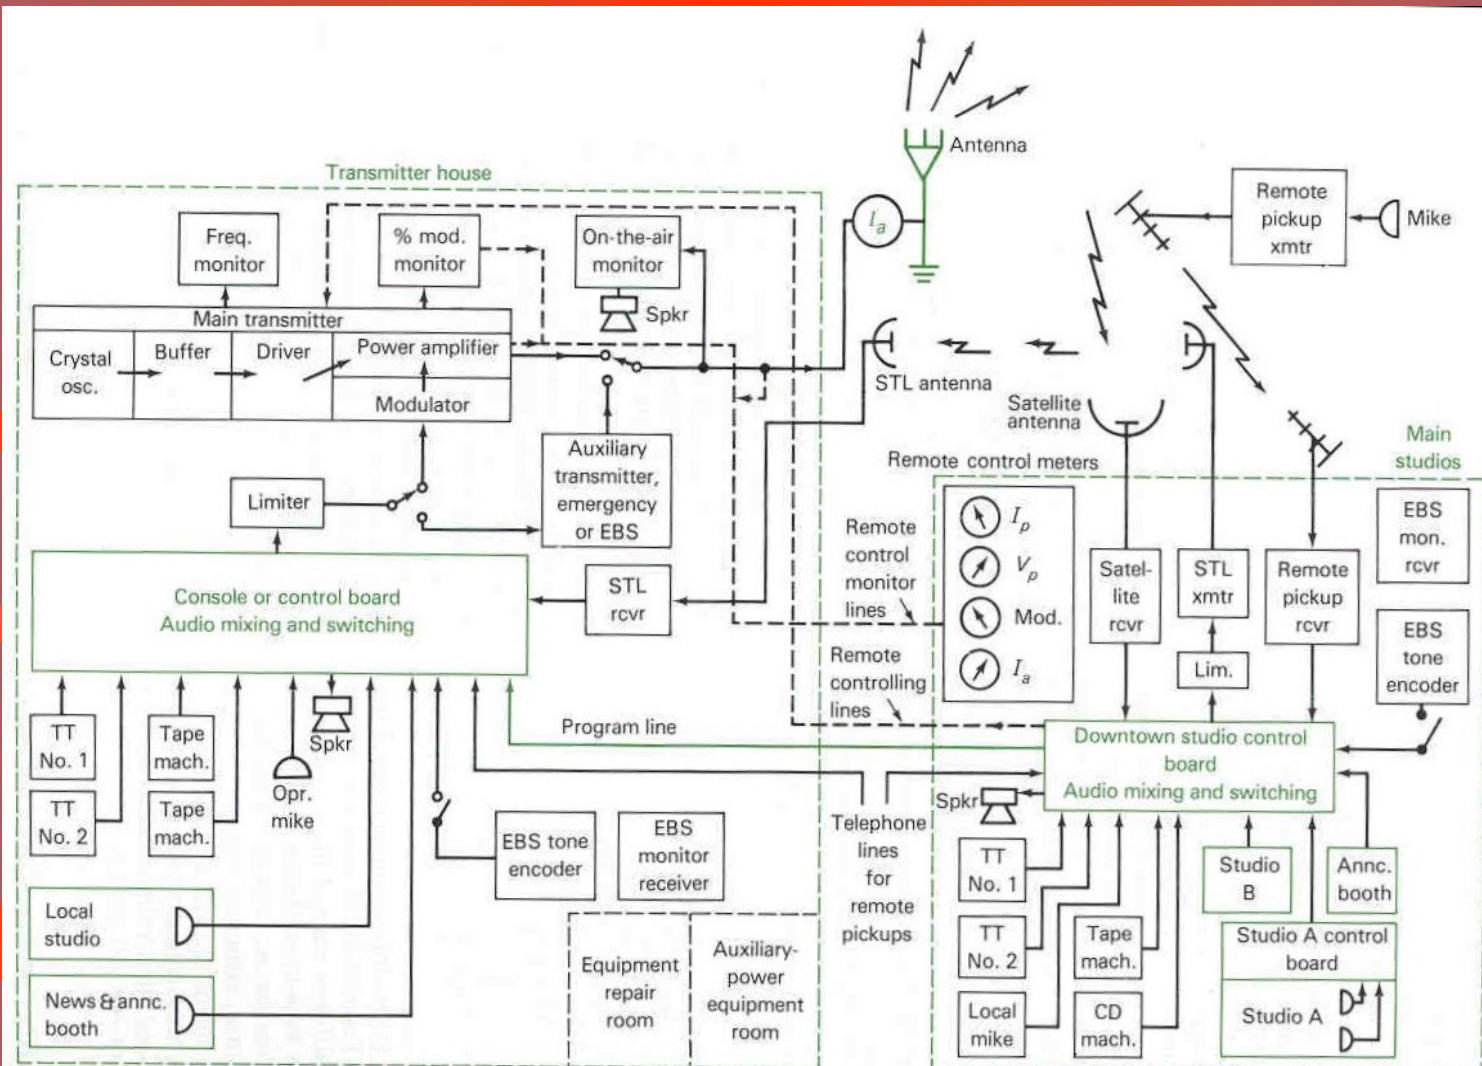 Antenna
Transmitter house
I a
Remote
pickup
xmtr
Mike
Freq.
monitor
% mod.
monitor
On-the-air
monitor
Spkr
Main transmitter
Crystal
osc.
Buffer
Driver
Power amplifier
Modulator
STL antenna
Satellite
antenna
Main
studios
Remote control meters
Auxiliary
transmitter,
emergency
or EBS
Limiter
Remote
control
monitor
lines
I p
V p
Mod.
I a
Satel-
lite
rcvr
STL
xmtr
Lim.
Remote
pickup
rcvr
EBS
mon.
rcvr
EBS
tone
encoder
Console or control board
Audio mixing and switching
STL
rcvr
Remote
controlling
lines
Program line
Downtown studio control
board
Audio mixing and switching
TT
No. 1
TT
No. 2
Tape
mach.
Tape
mach.
Opr.
mike
Spkr
EBS tone
encoder
EBS
monitor
receiver
Telephone
lines
for
remote
pickups
Spkr
TT
No. 1
TT
No. 2
Local
mike
Tape
mach.
CD
mach.
Studio
B
Annc.
booth
Studio A control
board
Studio A
Local
studio
News & annc.
booth
Equipment
repair
room
Auxiliary-
power
equipment
room